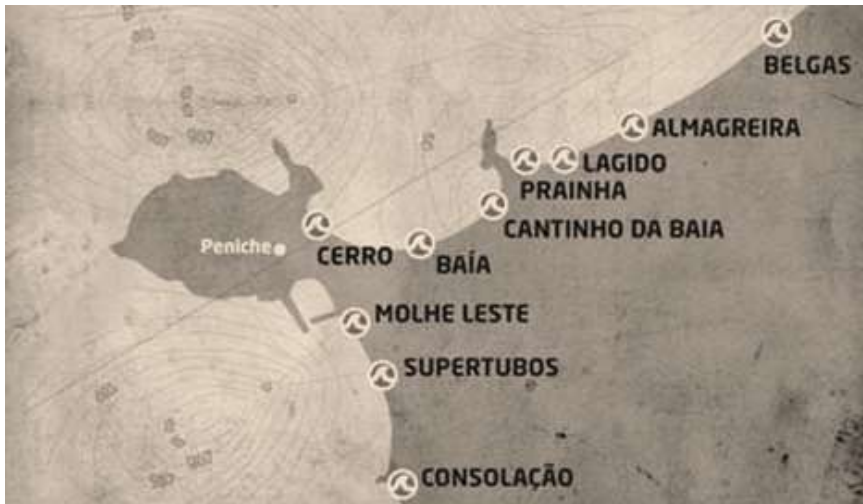 BELGAS
ALMAGREIRA
LAGIDO
PRAINHA
CANTINHO DA BAIA
Peniche
CERRO
BAÍA
MOLHE LESTE
SUPERTUBOS
CONSOLAÇÃO